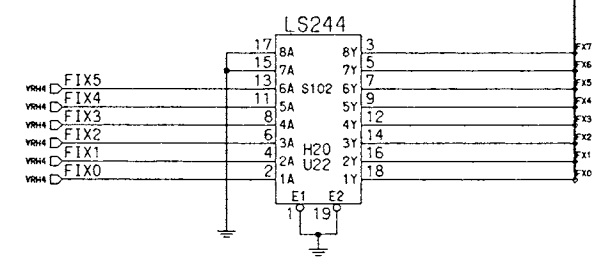 LS244
17 8A 8Y 3 FX7
15 7A 7Y 5 FX6
VRH4 FIX5 13 6A S102 6Y 7 FX5
VRH4 FIX4 11 5A 5Y 9 FX4
VRH4 FIX3 8 4A 4Y 12 FX3
VRH4 FIX2 6 3A 3Y 14 FX2
H20
VRH4 FIX1 4 2A 2Y 16 FX1
U22
VRH4 FIX0 2 1A 1Y 18 FX0
E1 E2
1 19